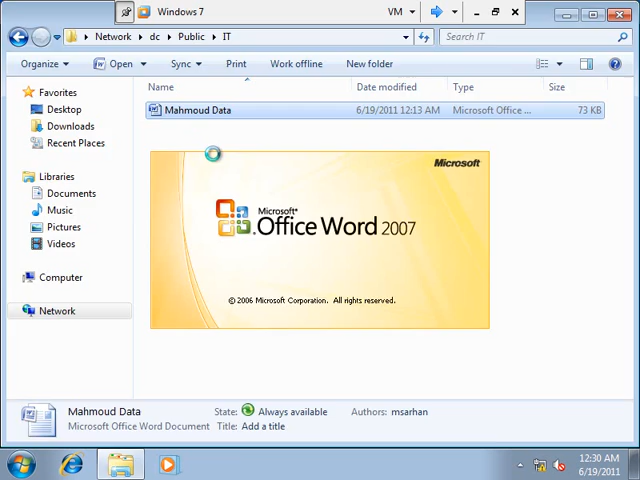 Windows 7
VM
Network
dc
Public
IT
Search IT
Organize
Open
Sync
Print
Work offline
New folder
Name
Date modified
Type
Size
Favorites
Desktop
Downloads
Recent Places
Libraries
Documents
Music
Pictures
Videos
Computer
Network
Mahmoud Data
6/19/2011 12:13 AM
Microsoft Office ...
73 KB
Microsoft
Microsoft®
Office Word 2007
© 2006 Microsoft Corporation. All rights reserved.
Mahmoud Data
State: Always available
Authors: msarhan
Microsoft Office Word Document
Title: Add a title
12:30 AM
6/19/2011